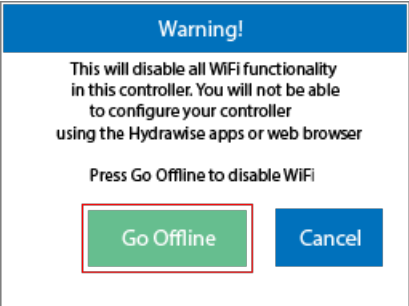 Warning!
This will disable all WiFi functionality
in this controller. You will not be able
to configure your controller
using the Hydrawise apps or web browser
Press Go Offline to disable WiFi
Go Offline
Cancel